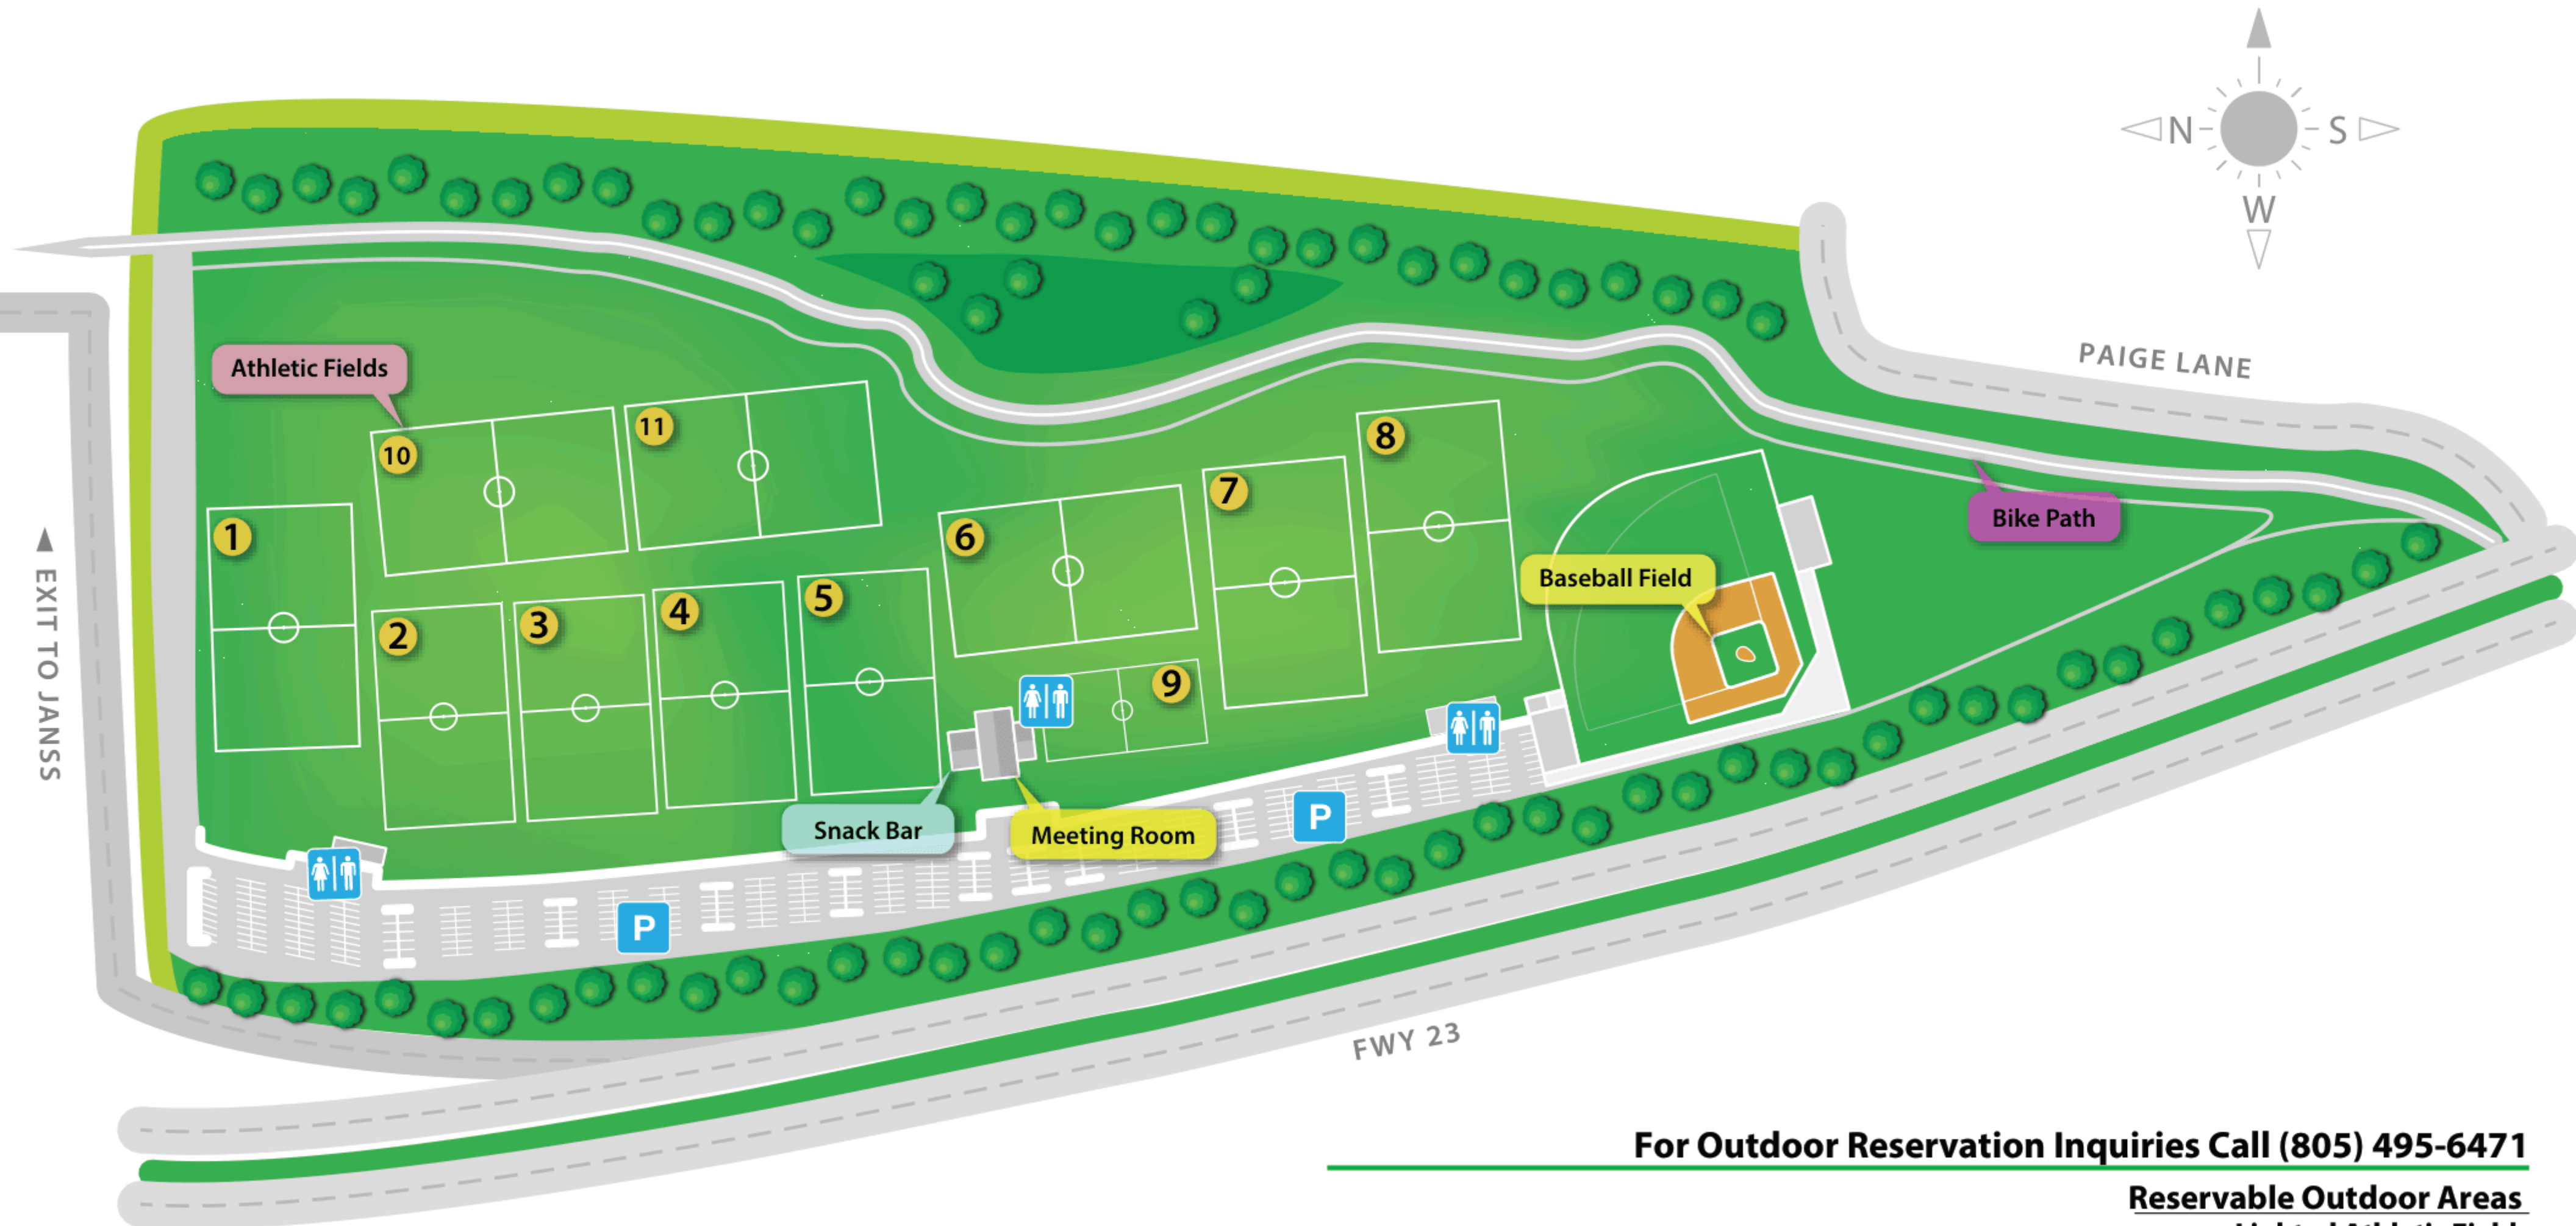 N
S
W
PAIGE LANE
Athletic Fields
10
11
8
1
7
6
Bike Path
Baseball Field
5
4
3
2
9
EXIT TO JANSS
Snack Bar
Meeting Room
P
P
FWY 23
For Outdoor Reservation Inquiries Call (805) 495-6471
Reservable Outdoor Areas